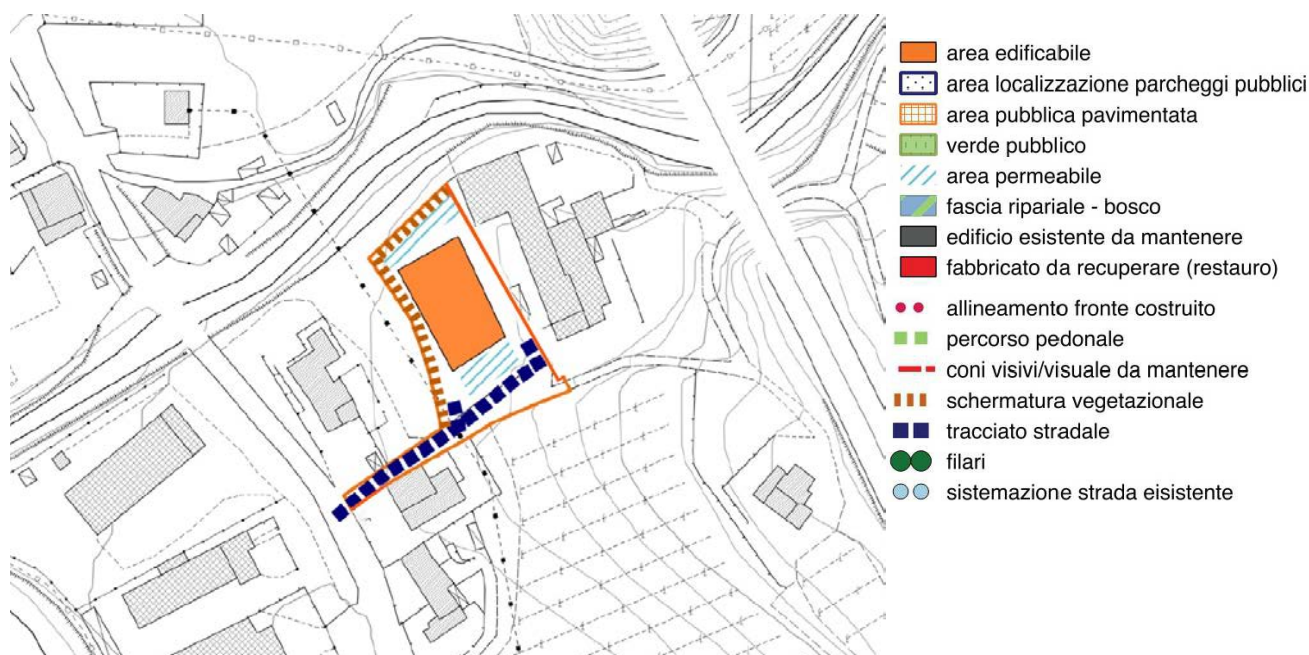 area edificabile
area localizzazione parcheggi pubblici
area pubblica pavimentata
verde pubblico
area permeabile
fascia ripariale - bosco
edificio esistente da mantenere
fabbricato da recuperare (restauro)
allineamento fronte costruito
percorso pedonale
coni visivi/visuale da mantenere
schermatura vegetazionale
tracciato stradale
filari
sistemazione strada eisistente